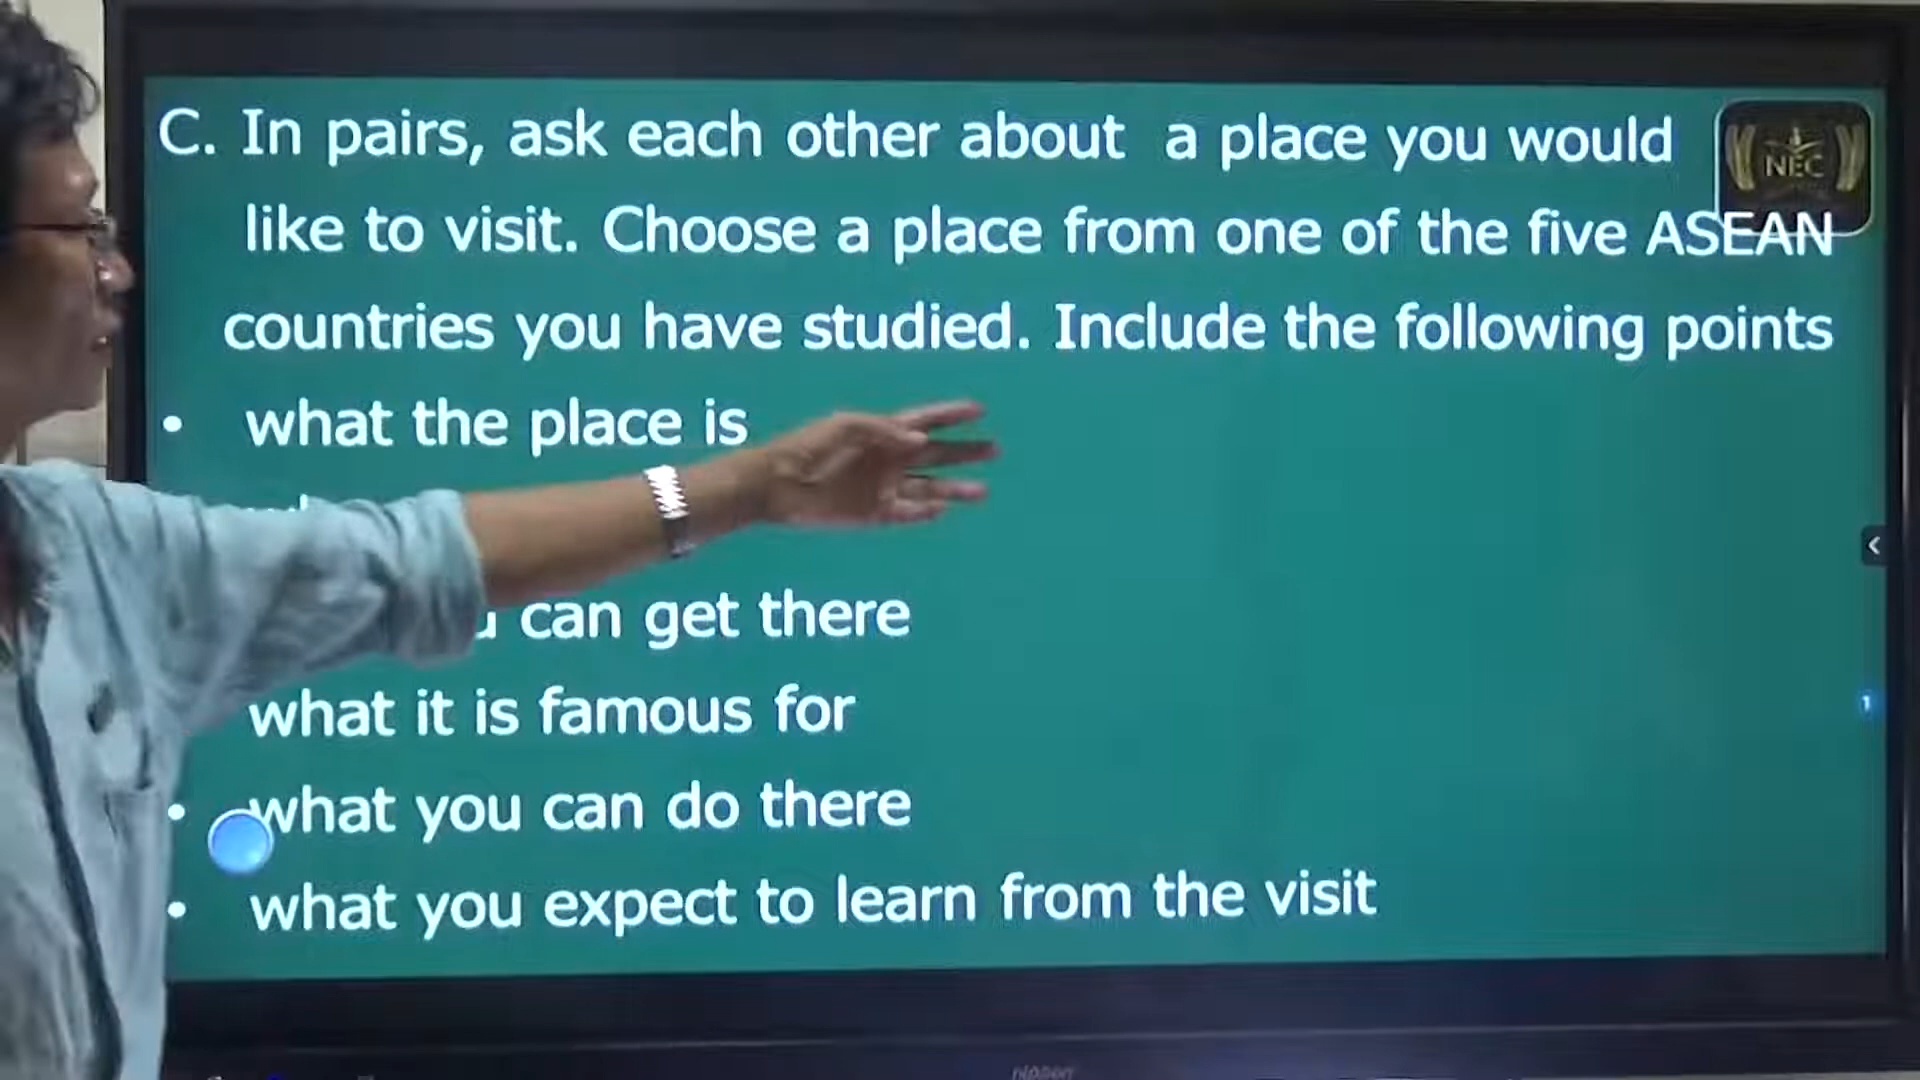 C. In pairs, ask each other about a place you would
NEC
like to visit. Choose a place from one of the five ASEAN
countries you have studied. Include the following points
• what the place is
can get there
what it is famous for
• what you can do there
• what you expect to learn from the visit
1